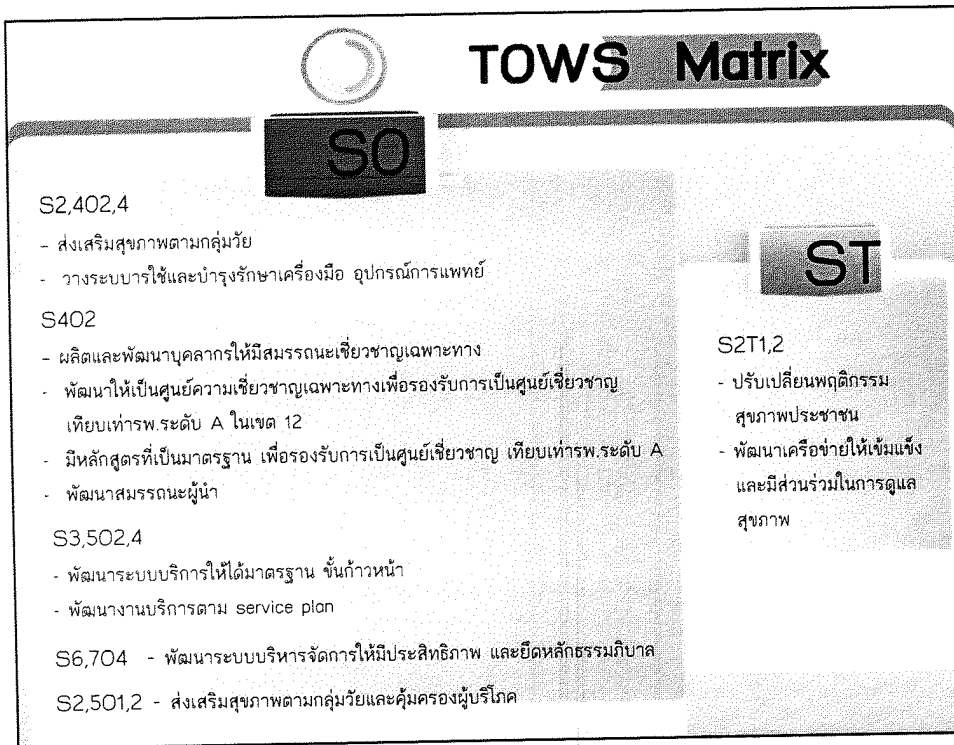 TOWS Matrix
SO
S2,4O2,4
- ส่งเสริมสุขภาพตามกลุ่มวัย
- วางระบบารใช้และบำรุงรักษาเครื่องมือ อุปกรณ์การแพทย์
S4O2
- ผลิตและพัฒนาบุคลากรให้มีสมรรถนะเชี่ยวชาญเฉพาะทาง
- พัฒนาให้เป็นศูนย์ความเชี่ยวชาญเฉพาะทางเพื่อรองรับการเป็นศูนย์เชี่ยวชาญ
เทียบเท่ารพ.ระดับ A ในเขต 12
- มีหลักสูตรที่เป็นมาตรฐาน เพื่อรองรับการเป็นศูนย์เชี่ยวชาญ เทียบเท่ารพ.ระดับ A
- พัฒนาสมรรถนะผู้นำ
S3,5O2,4
- พัฒนาระบบบริการให้ได้มาตรฐาน ขั้นก้าวหน้า
- พัฒนางานบริการตาม service plan
S6,7O4 - พัฒนาระบบบริหารจัดการให้มีประสิทธิภาพ และยึดหลักธรรมภิบาล
S2,5O1,2 - ส่งเสริมสุขภาพตามกลุ่มวัยและคุ้มครองผู้บริโภค
ST
S2T1,2
- ปรับเปลี่ยนพฤติกรรม
สุขภาพประชาชน
- พัฒนาเครือข่ายให้เข้มแข็ง
และมีส่วนร่วมในการดูแล
สุขภาพ